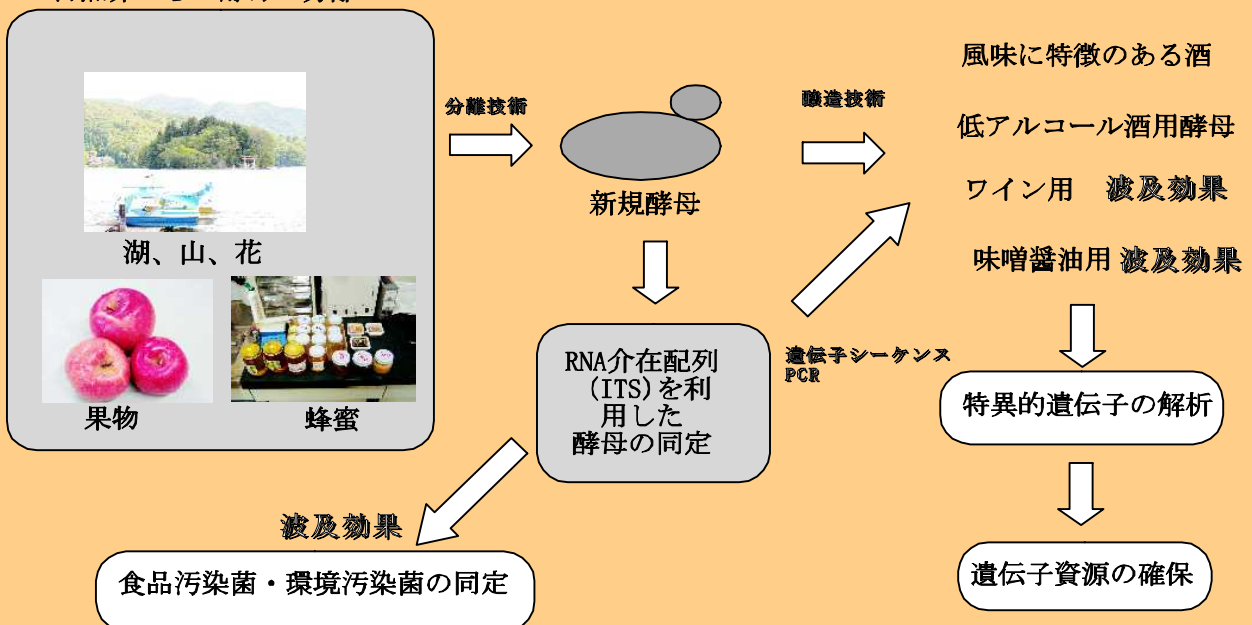 湖、山、花
果物
蜂蜜
分離技術
新規酵母
醸造技術
風味に特徴のある酒
低アルコール酒用酵母
ワイン用 波及効果
味噌醤油用 波及効果
RNA介在配列
(ITS)を利
用した
酵母の同定
遺伝子シーケンス
PCR
特異的遺伝子の解析
遺伝子資源の確保
波及効果
食品汚染菌・環境汚染菌の同定